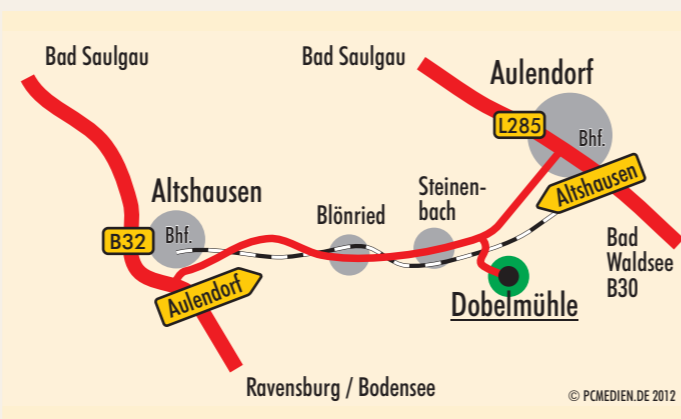 Bad Saulgau
Bad Saulgau
Aulendorf
L285
Bhf.
Altshausen
Altshausen
Steinen-
bach
Blönried
B32
Bhf.
Aulendorf
Bad
Waldsee
B30
Dobelmühle
Ravensburg / Bodensee
© PCMEDIEN.DE 2012